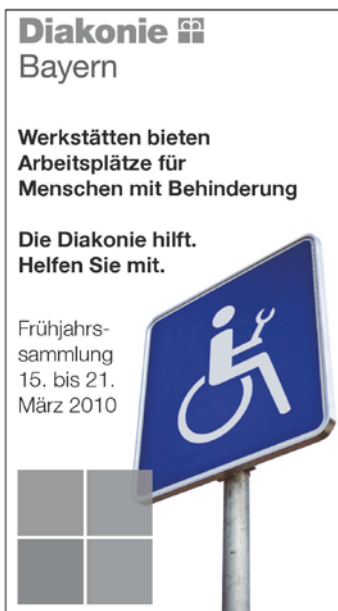 Diakonie
Bayern
Werkstätten bieten
Arbeitsplätze für
Menschen mit Behinderung
Die Diakonie hilft.
Helfen Sie mit.
Frühjahrs-
sammlung
15. bis 21.
März 2010